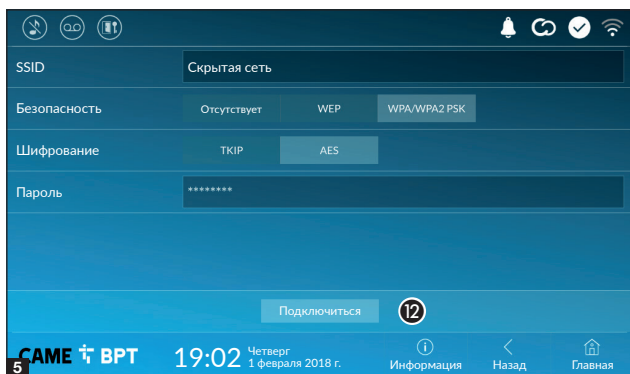 SSID Скрытая сеть
Безопасность Отсутствует WEP WPA/WPA2 PSK
Шифрование TKIP AES
Пароль ********
Подключиться 12
5 CAME BPT 19:02 Четверг
1 февраля 2018 г.
Информация Назад Главная